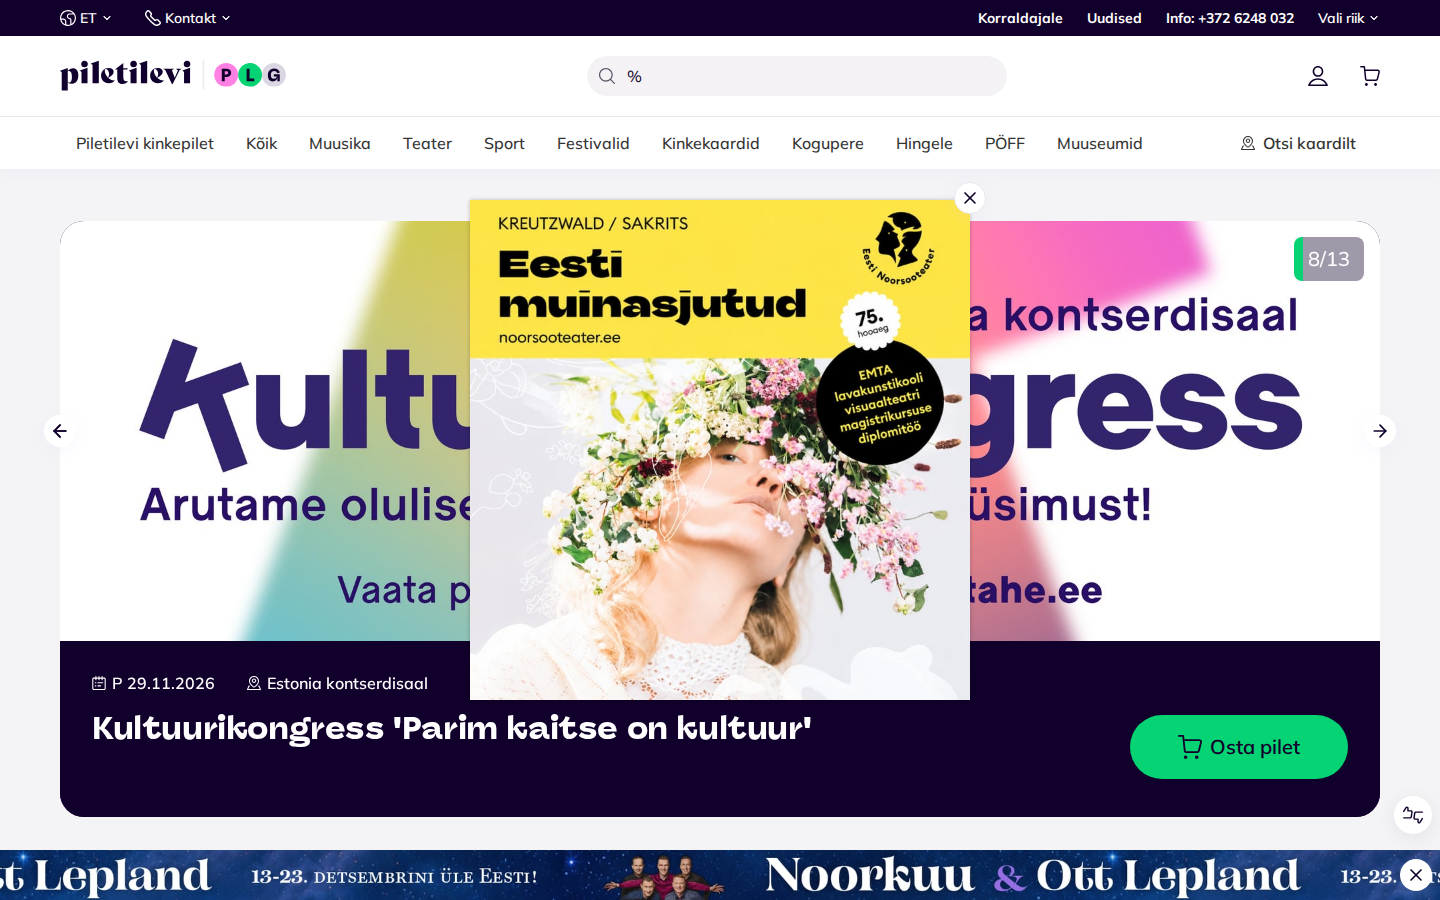 ET
Kontakt
Korraldajale
Uudised
Info: +372 6248 032
Vali riik
piletilevi
P L G
%
Piletilevi kinkepilet
Kõik
Muusika
Teater
Sport
Festivalid
Kinkekaardid
Kogupere
Hingele
PÖFF
Muuseumid
Otsi kaardilt
8/13
a kontserdisaal
Kultu
gress
Arutame olulise
üsimust!
Vaata p
tahe.ee
KREUTZWALD / SAKRITS
Eesti
muinasjutud
noorsooteater.ee
Eesti Noorsooteater
75.
hooaeg
EMTA
lavakunstikooli
visuaalteatri
magistrikursuse
diplomitöö
P 29.11.2026
Estonia kontserdisaal
Kultuurikongress 'Parim kaitse on kultuur'
Osta pilet
tt Lepland
13-23. DETSEMBRINI ÜLE EESTI!
Noorkuu & Ott Lepland
13-23.